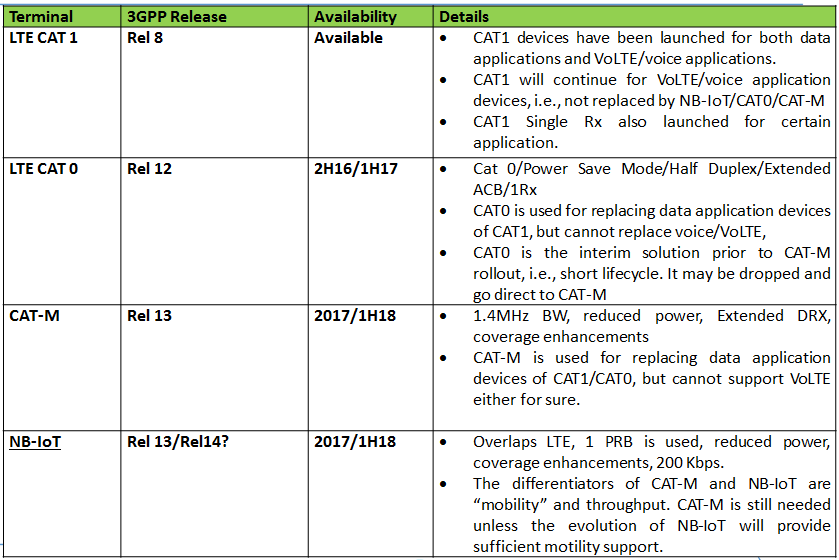 Terminal 3GPP Release Availability Details
LTE CAT 1 Rel 8 Available • CAT1 devices have been launched for both data
applications and VoLTE/voice applications.
• CAT1 will continue for VoLTE/voice application
devices, i.e., not replaced by NB-IoT/CAT0/CAT-M
• CAT1 Single Rx also launched for certain
application.
LTE CAT 0 Rel 12 2H16/1H17 • Cat 0/Power Save Mode/Half Duplex/Extended
ACB/1Rx
• CAT0 is used for replacing data application devices
of CAT1, but cannot replace voice/VoLTE,
• CAT0 is the interim solution prior to CAT-M
rollout, i.e., short lifecycle. It may be dropped and
go direct to CAT-M
CAT-M Rel 13 2017/1H18 • 1.4MHz BW, reduced power, Extended DRX,
coverage enhancements
• CAT-M is used for replacing data application
devices of CAT1/CAT0, but cannot support VoLTE
either for sure.
NB-IoT Rel 13/Rel14? 2017/1H18 • Overlaps LTE, 1 PRB is used, reduced power,
coverage enhancements, 200 Kbps.
• The differentiators of CAT-M and NB-IoT are
“mobility” and throughput. CAT-M is still needed
unless the evolution of NB-IoT will provide
sufficient motility support.